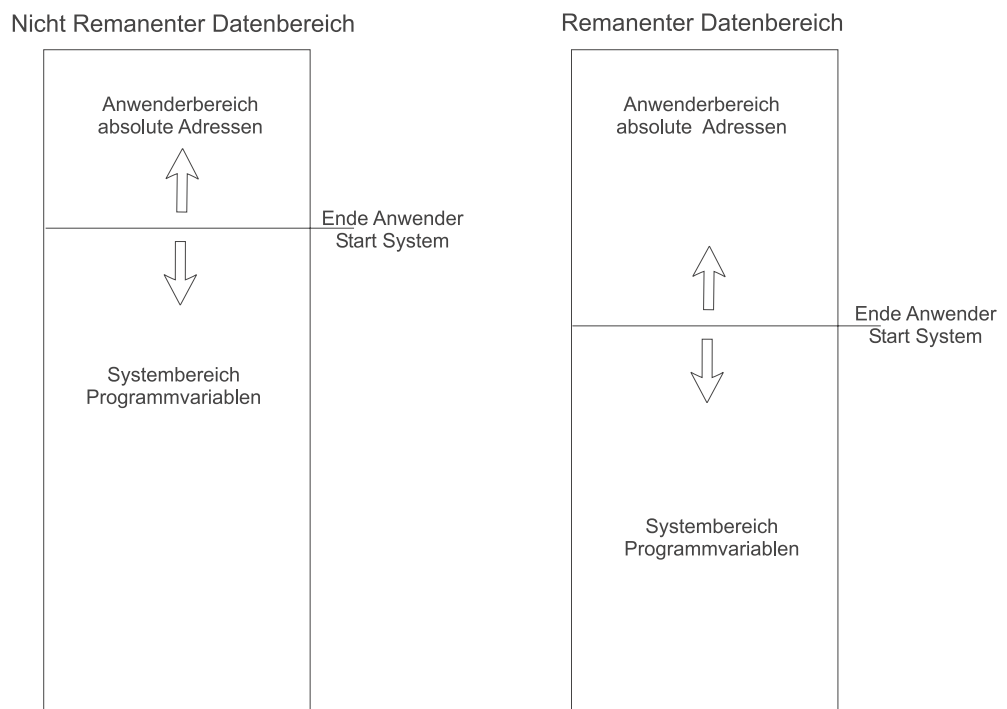 Nicht Remanenter Datenbereich
Anwenderbereich
absolute Adressen
Ende Anwender
Start System
Systembereich
Programmvariablen
Remanenter Datenbereich
Anwenderbereich
absolute Adressen
Ende Anwender
Start System
Systembereich
Programmvariablen